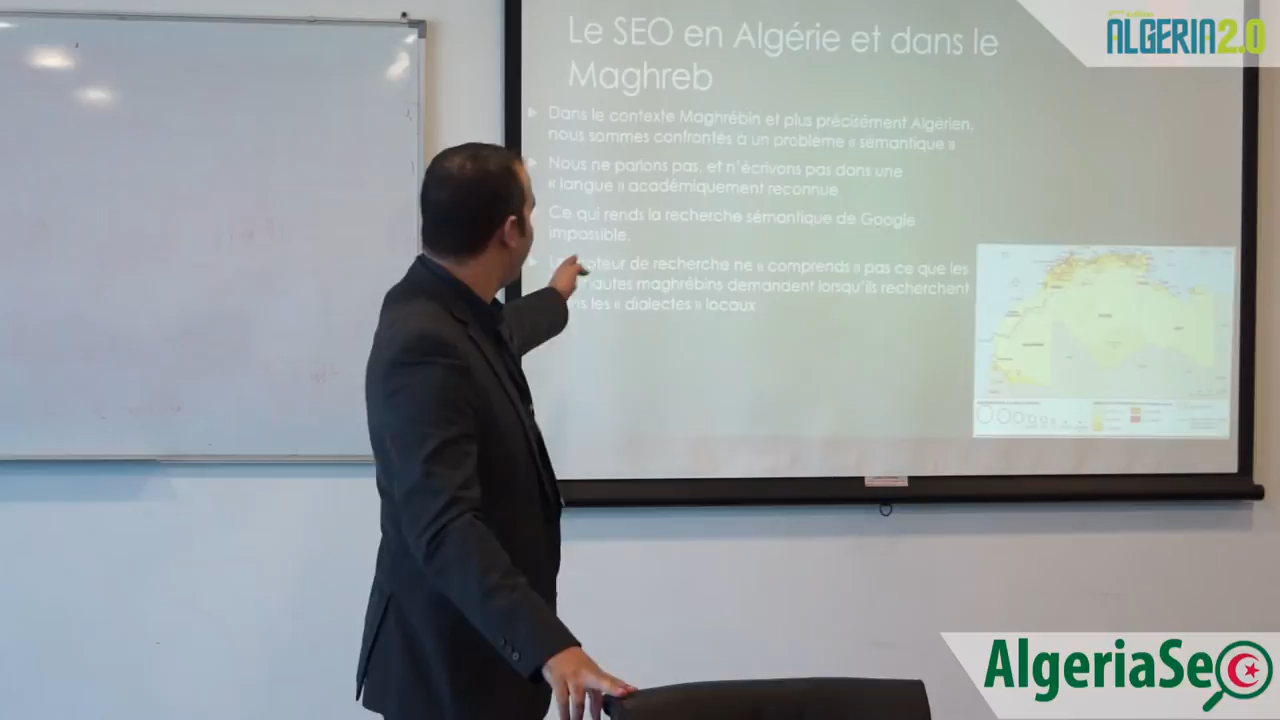 Le SEO en Algérie et dans le
Maghreb
Dans le contexte Maghrébin et plus précisément Algérien,
nous sommes confrontés à un problème « sémantique »
Nous ne parlons pas, et n'écrivons pas dans une
« langue » académiquement reconnue
Ce qui rends la recherche sémantique de Google
impossible.
de recherche ne « comprends » pas ce que les
maghrébins demandent lorsqu'ils recherchent
les « dialectes » locaux
ALGERIA2.0
AlgeriaSeo